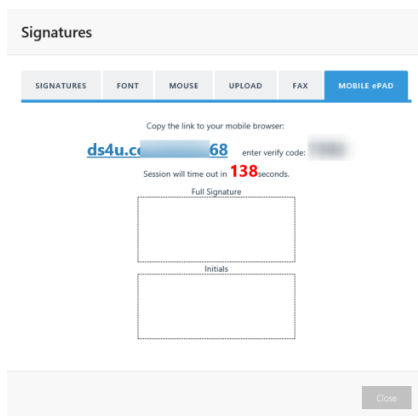 Signatures
SIGNATURES FONT MOUSE UPLOAD FAX MOBILE ePAD
Copy the link to your mobile browser:
68 enter verify code:
Session will time out in 138seconds.
Full Signature
Initials
Close